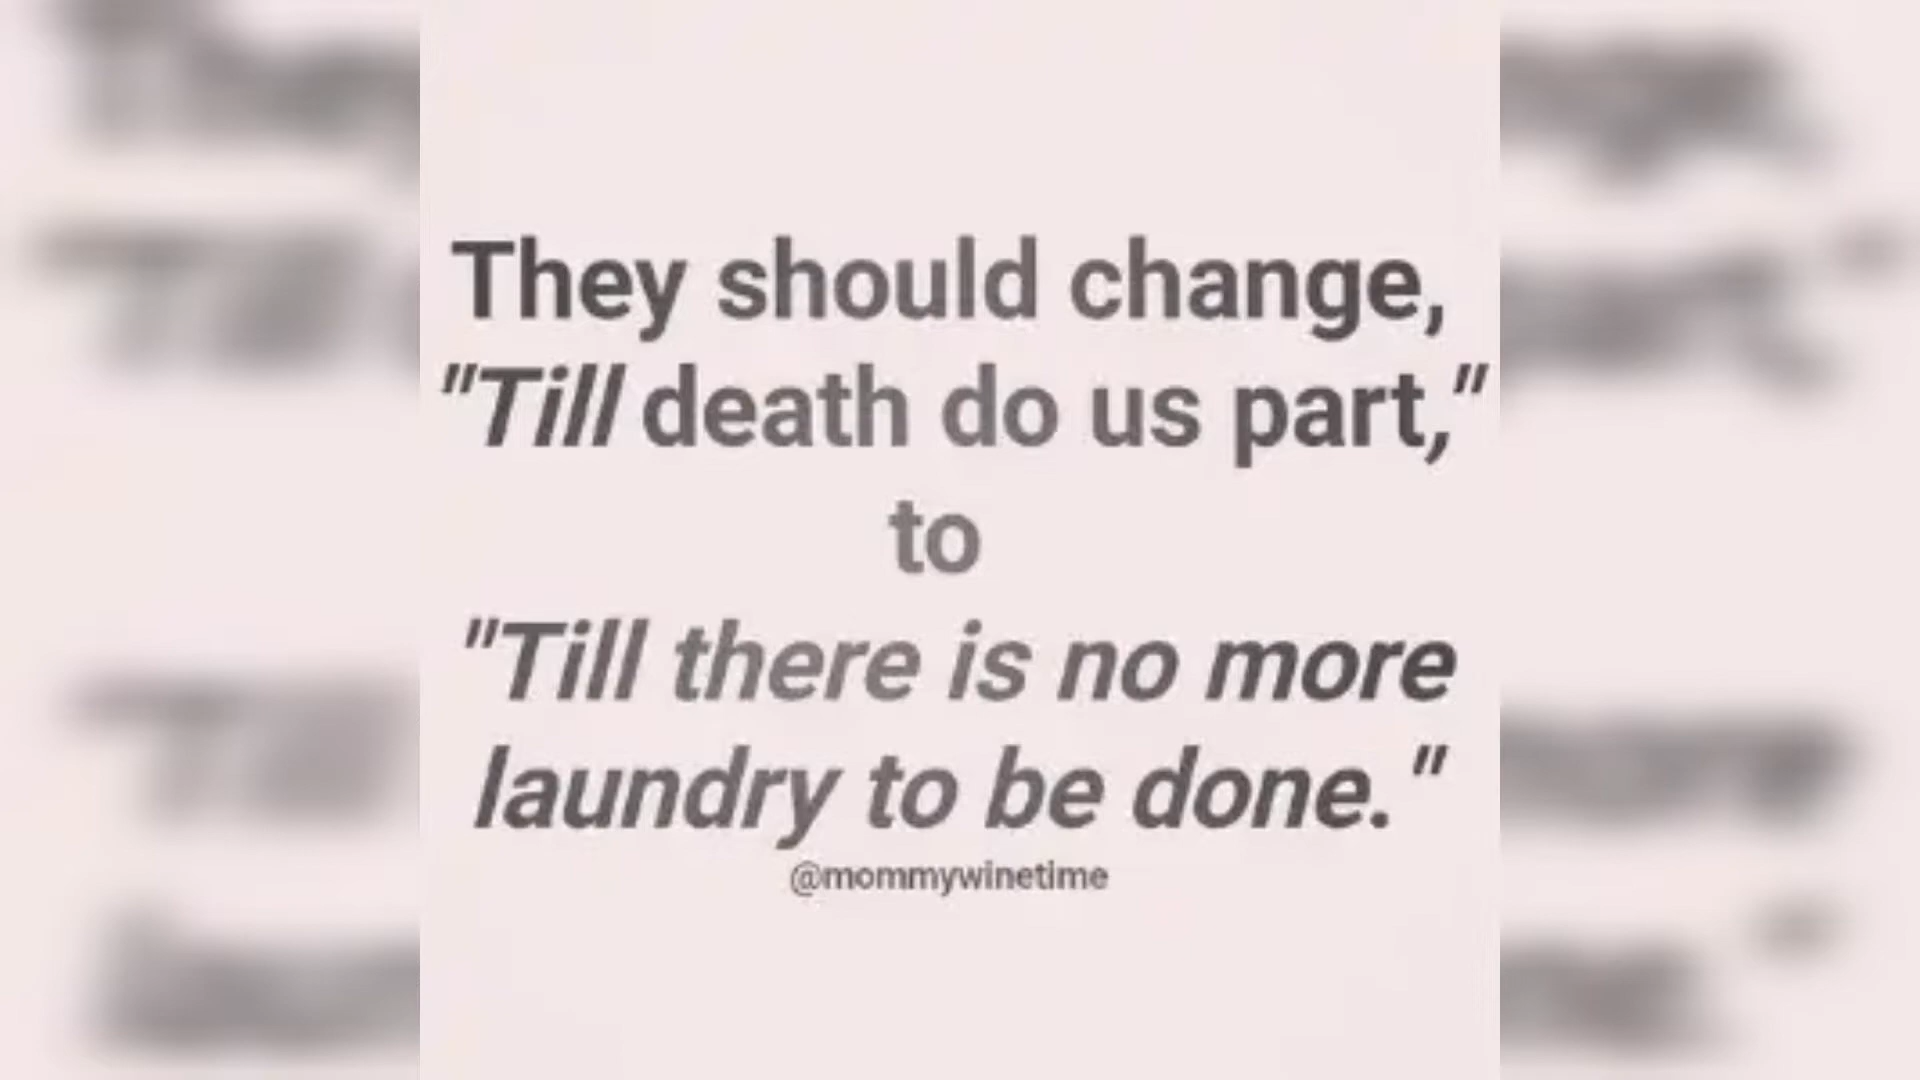 They should change,
"Till death do us part,"
to
"Till there is no more
laundry to be done."
@mommywinetime